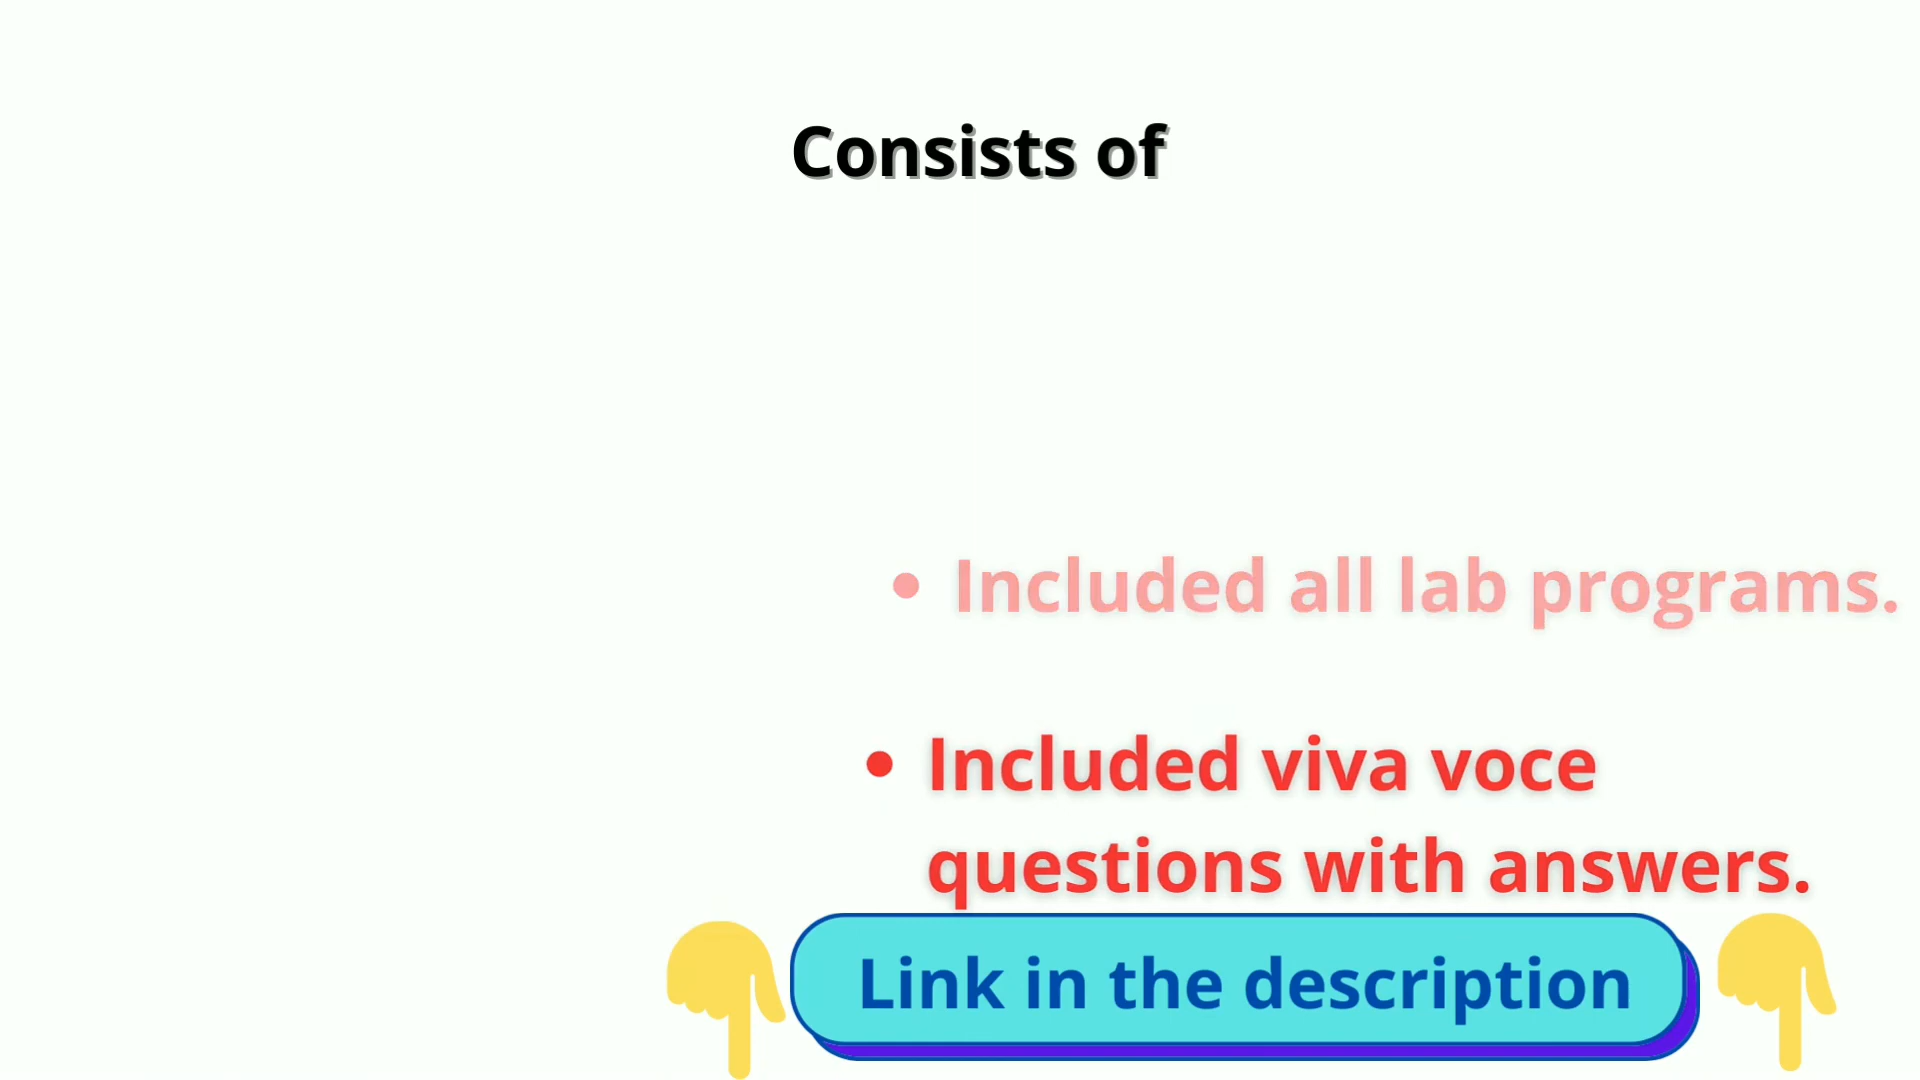 Consists of
• Included all lab programs.
• Included viva voce
questions with answers.
Link in the description